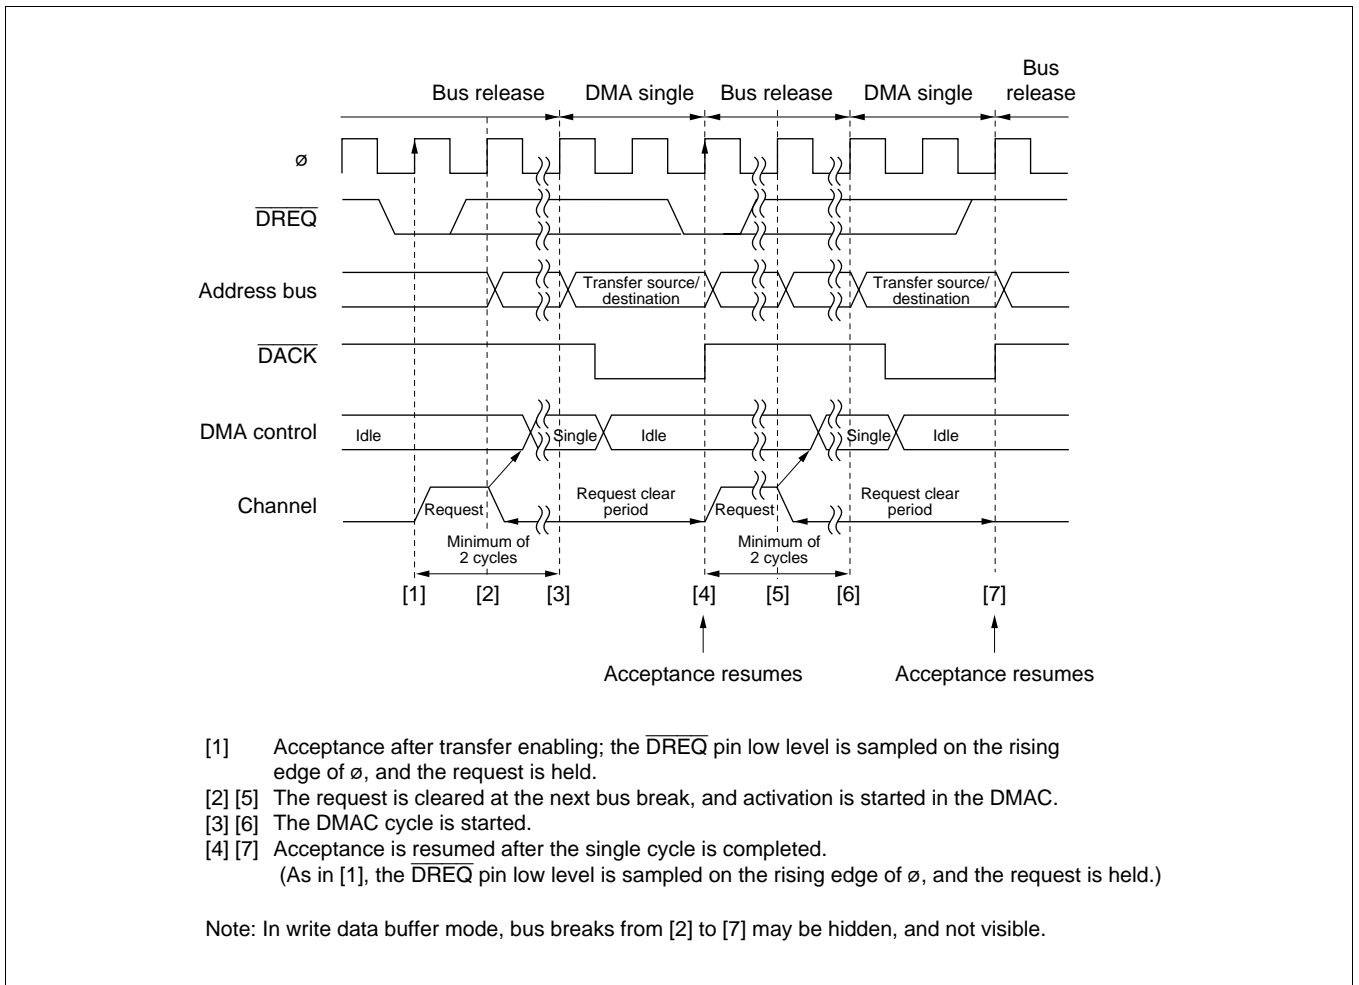 Bus
Bus release DMA single Bus release DMA single release
ø
DREQ
Address bus Transfer source/ destination Transfer source/ destination
DACK
DMA control Idle Single Idle Single Idle
Channel Request Request clear period Request Request clear period
Minimum of 2 cycles Minimum of 2 cycles
[1] [2] [3] [4] [5] [6] [7]
Acceptance resumes Acceptance resumes
[1] Acceptance after transfer enabling; the DREQ pin low level is sampled on the rising
edge of ø, and the request is held.
[2] [5] The request is cleared at the next bus break, and activation is started in the DMAC.
[3] [6] The DMAC cycle is started.
[4] [7] Acceptance is resumed after the single cycle is completed.
(As in [1], the DREQ pin low level is sampled on the rising edge of ø, and the request is held.)
Note: In write data buffer mode, bus breaks from [2] to [7] may be hidden, and not visible.